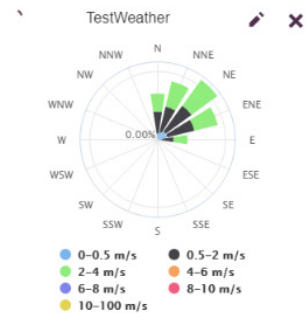 TestWeather
N
NNW
NNE
NW
NE
WNW
ENE
0.00%
W
E
WSW
ESE
SW
SE
SSW
SSE
S
0-0.5 m/s
0.5-2 m/s
2-4 m/s
4-6 m/s
6-8 m/s
8-10 m/s
10-100 m/s